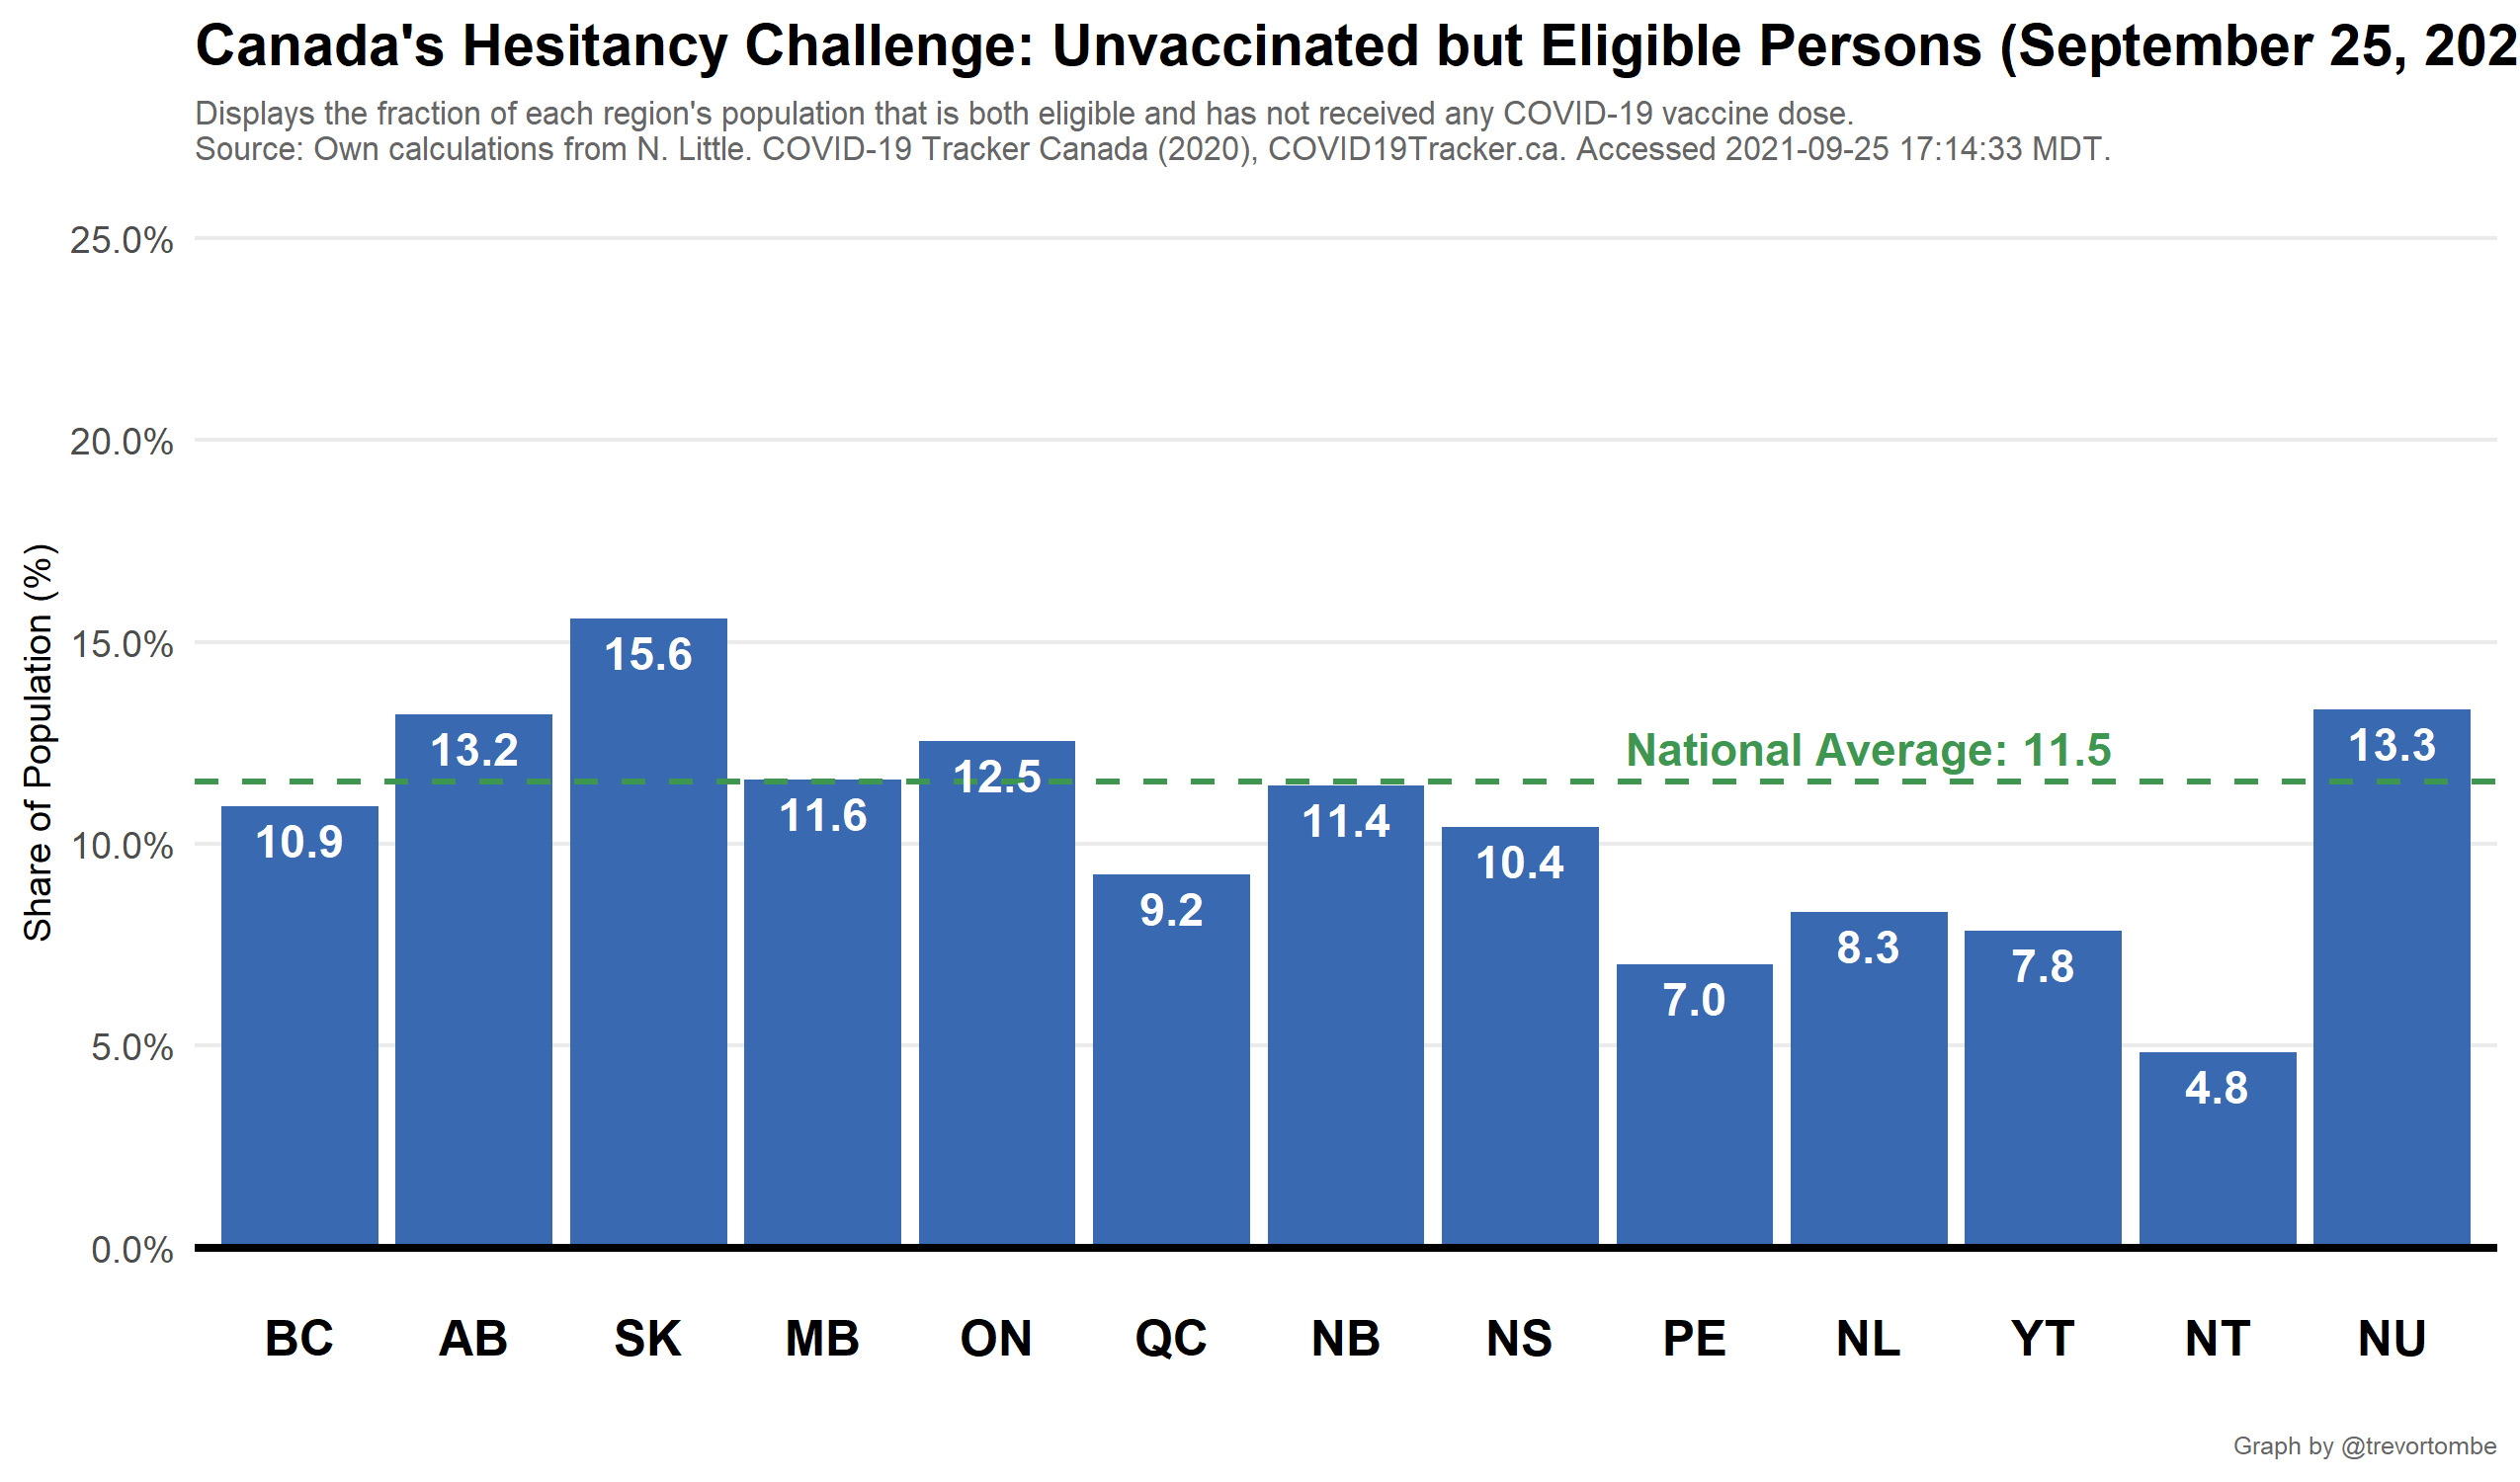 Canada's Hesitancy Challenge: Unvaccinated but Eligible Persons (September 25, 202
Displays the fraction of each region's population that is both eligible and has not received any COVID-19 vaccine dose.
Source: Own calculations from N. Little. COVID-19 Tracker Canada (2020), COVID19Tracker.ca. Accessed 2021-09-25 17:14:33 MDT.
Share of Population (%)
25.0%
20.0%
15.0%
10.0%
5.0%
0.0%
National Average: 11.5
10.9
13.2
15.6
11.6
12.5
9.2
11.4
10.4
7.0
8.3
7.8
4.8
13.3
BC AB SK MB ON QC NB NS PE NL YT NT NU
Graph by @trevortombe